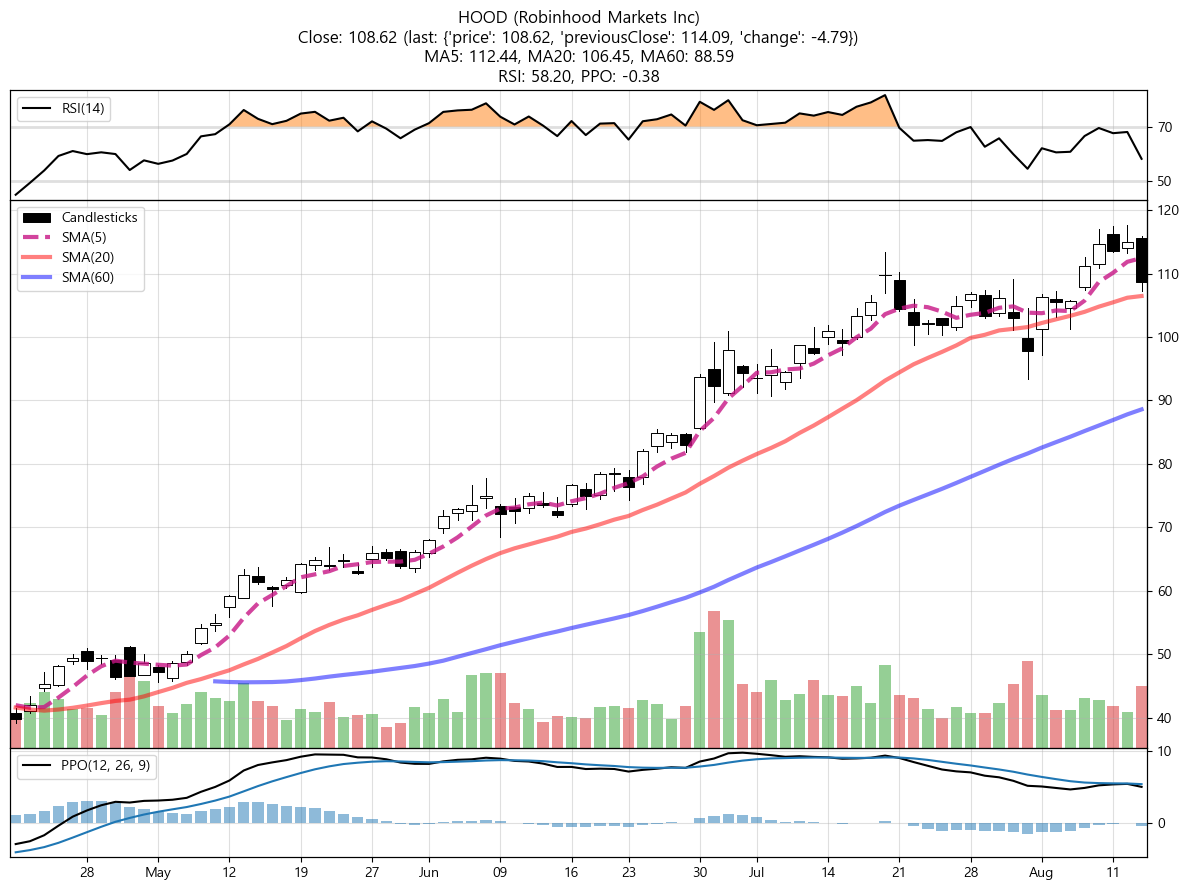 HOOD (Robinhood Markets Inc)
Close: 108.62 (last: {'price': 108.62, 'previousClose': 114.09, 'change': -4.79})
MA5: 112.44, MA20: 106.45, MA60: 88.59
RSI: 58.20, PPO: -0.38
RSI(14)
70
50
Candlesticks
SMA(5)
SMA(20)
SMA(60)
120
110
100
90
80
70
60
50
40
PPO(12, 26, 9)
10
0
28 May 12 19 27 Jun 09 16 23 30 Jul 14 21 28 Aug 11